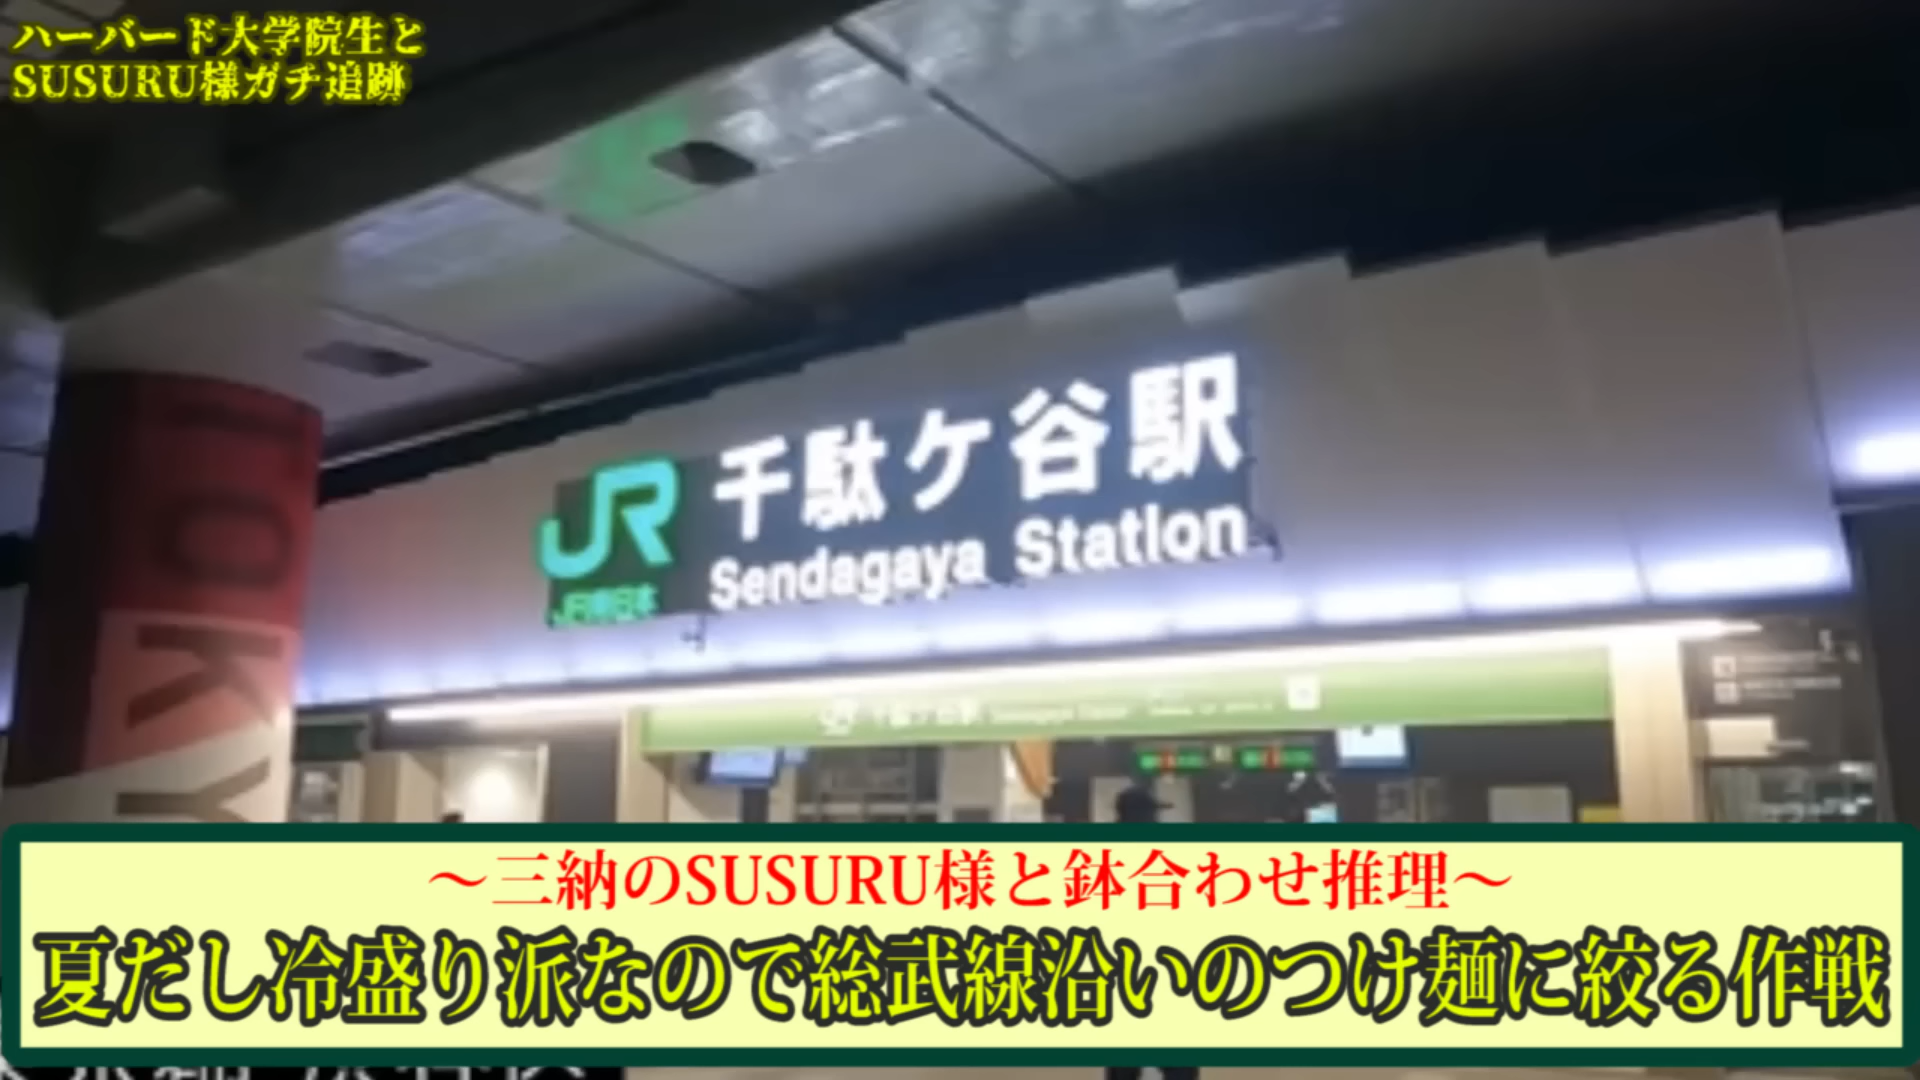 ハーバード大学院生と
SUSURU様ガチ追跡
JR 千駄ケ谷駅
JR東日本 Sendagaya Station
TOKY
〜三納のSUSURU様と鉢合わせ推理〜
夏だし冷盛り派なので総武線沿いのつけ麺に絞る作戦